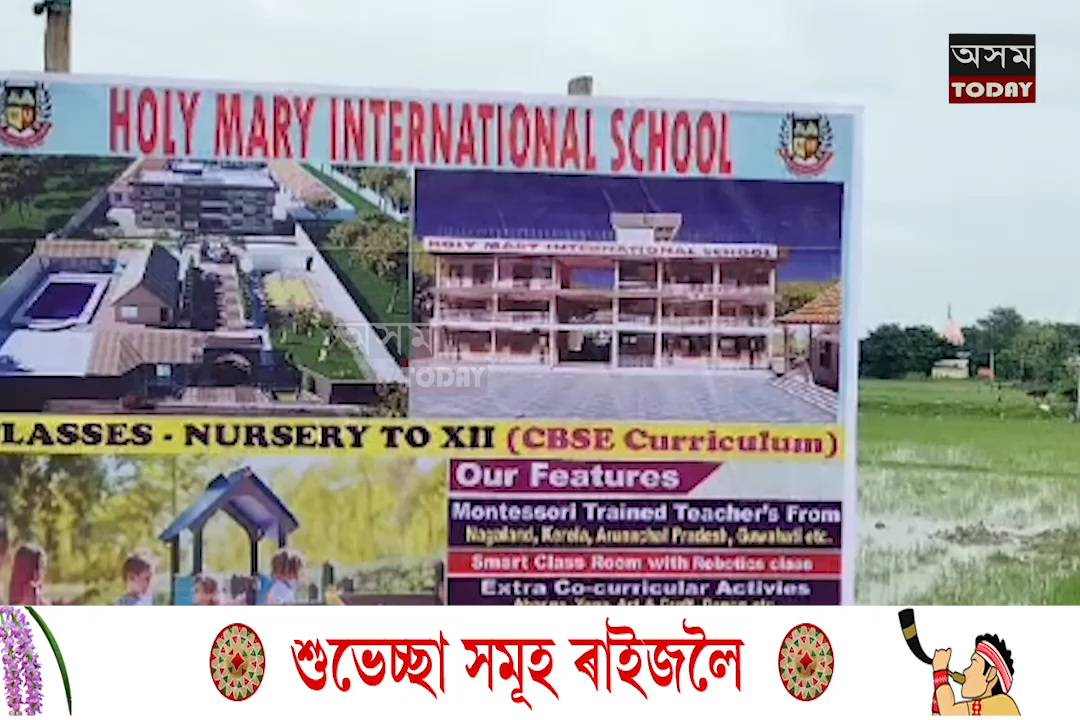 অসম
TODAY
HOLY MARY INTERNATIONAL SCHOOL
HOLY MARY INTERNATIONAL SCHOOL
অসম
TODAY
LASSES - NURSERY TO XII (CBSE Curriculum)
Our Features
Montessori Trained Teacher's From
Nagaland, Kerela, Arunachal Pradesh, Guwahati etc.
Smart Class Room with Robotics class
Extra Co-curricular Activies
শুভেচ্ছা সমূহ ৰাইজলৈ